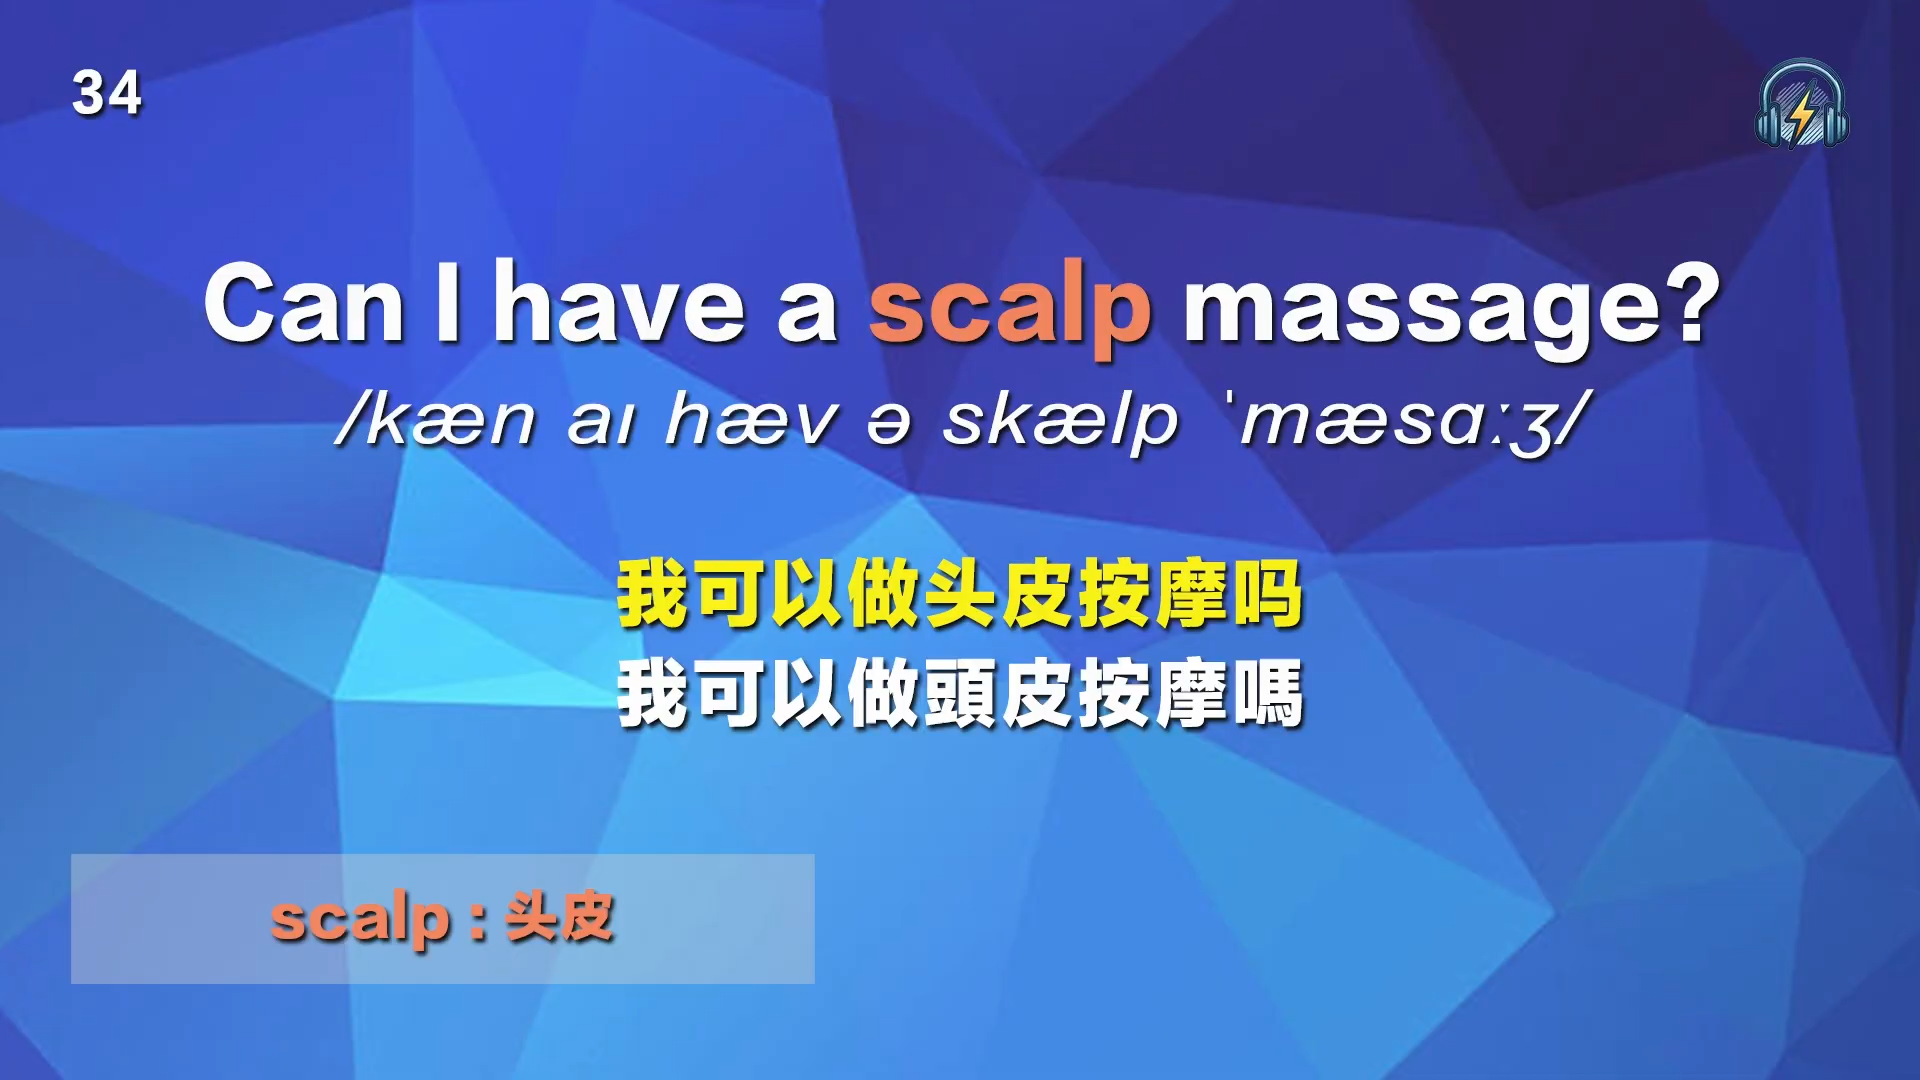 34
Can I have a scalp massage?
/kæn aɪ hæv ə skælp ˈmæsɑːʒ/
我可以做头皮按摩吗
我可以做頭皮按摩嗎
scalp : 头皮